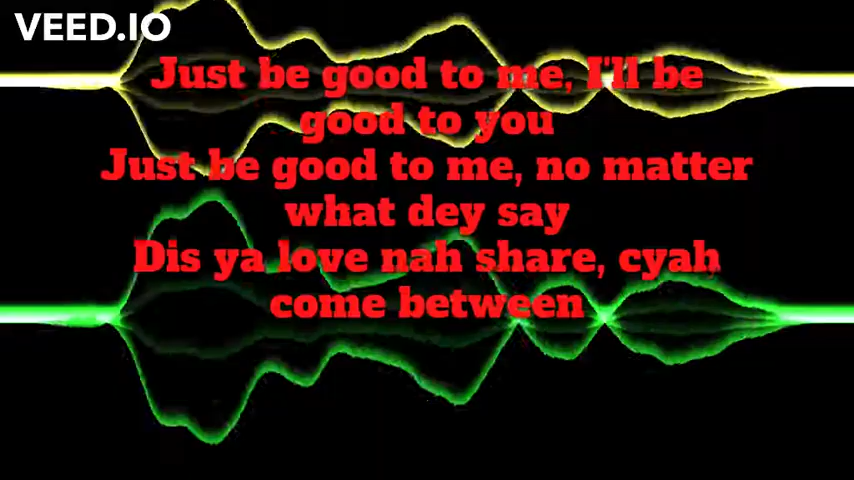 VEED.IO
Just be good to me, I'll be
good to you
Just be good to me, no matter
what dey say
Dis ya love nah share, cyah
come between